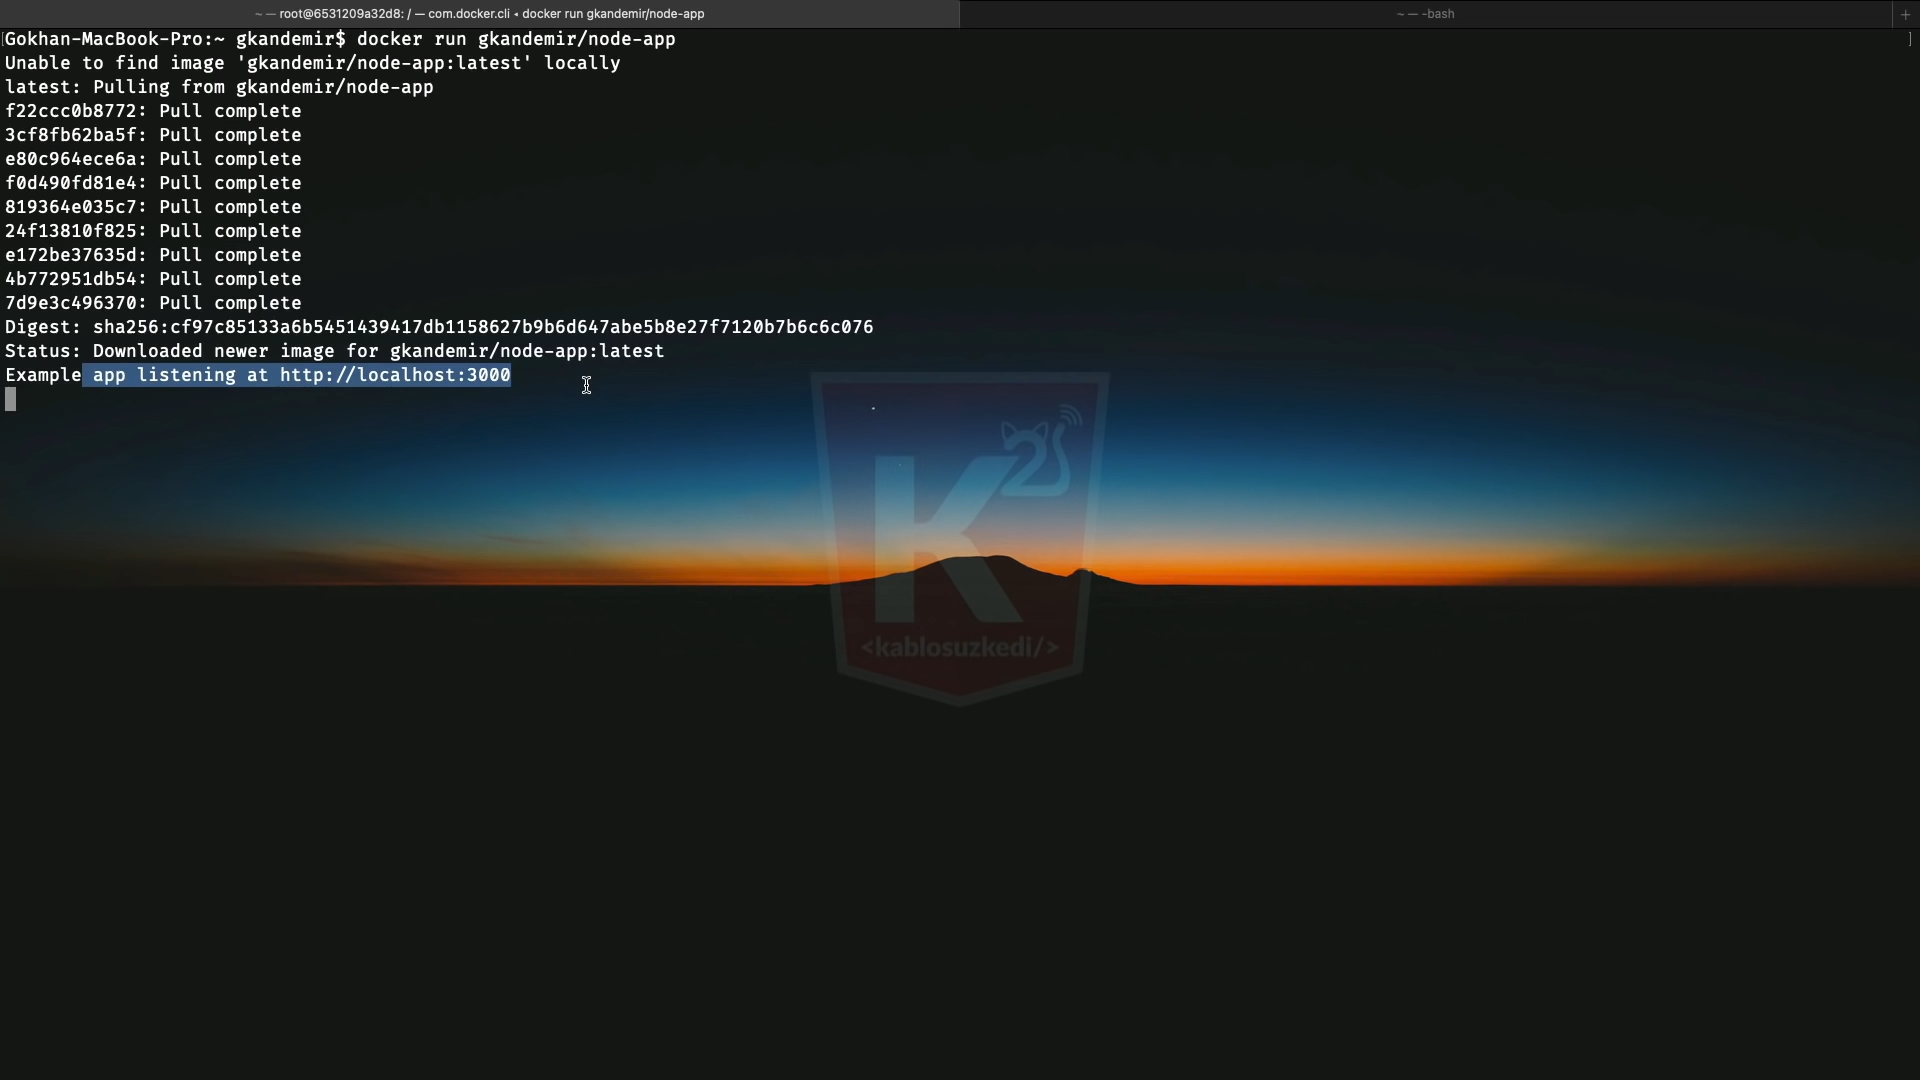 ~ — root@6531209a32d8: / — com.docker.cli ◂ docker run gkandemir/node-app
~ — -bash
+
Gokhan-MacBook-Pro:~ gkandemir$ docker run gkandemir/node-app
Unable to find image 'gkandemir/node-app:latest' locally
latest: Pulling from gkandemir/node-app
f22ccc0b8772: Pull complete
3cf8fb62ba5f: Pull complete
e80c964ece6a: Pull complete
f0d490fd81e4: Pull complete
819364e035c7: Pull complete
24f13810f825: Pull complete
e172be37635d: Pull complete
4b772951db54: Pull complete
7d9e3c496370: Pull complete
Digest: sha256:cf97c85133a6b5451439417db1158627b9b6d647abe5b8e27f7120b7b6c6c076
Status: Downloaded newer image for gkandemir/node-app:latest
Example app listening at http://localhost:3000
K2
<kablosuzkedi/>